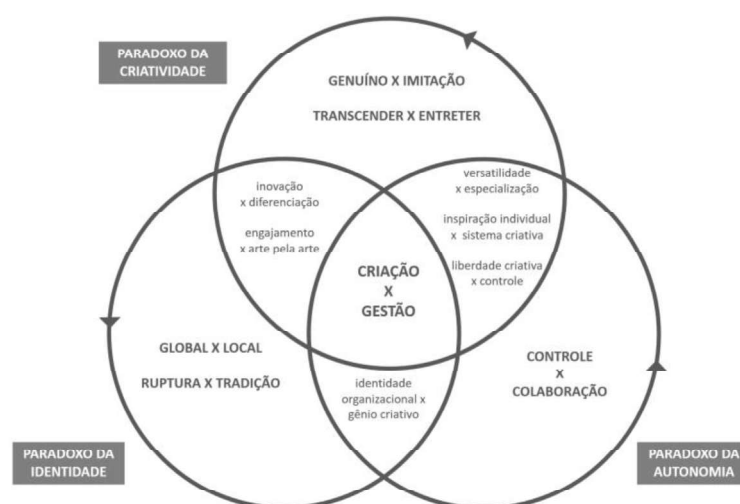 PARADOXO DA
CRIATIVIDADE
GENUÍNO X IMITAÇÃO
TRANSCENDER X ENTRETER
inovação
x diferenciação
engajamento
x arte pela arte
versatilidade
x especialização
inspiração individual
x sistema criativa
liberdade criativa
x controle
CRIAÇÃO
X
GESTÃO
GLOBAL X LOCAL
RUPTURA X TRADIÇÃO
identidade
organizacional x
gênio criativo
CONTROLE
X
COLABORAÇÃO
PARADOXO DA
IDENTIDADE
PARADOXO DA
AUTONOMIA